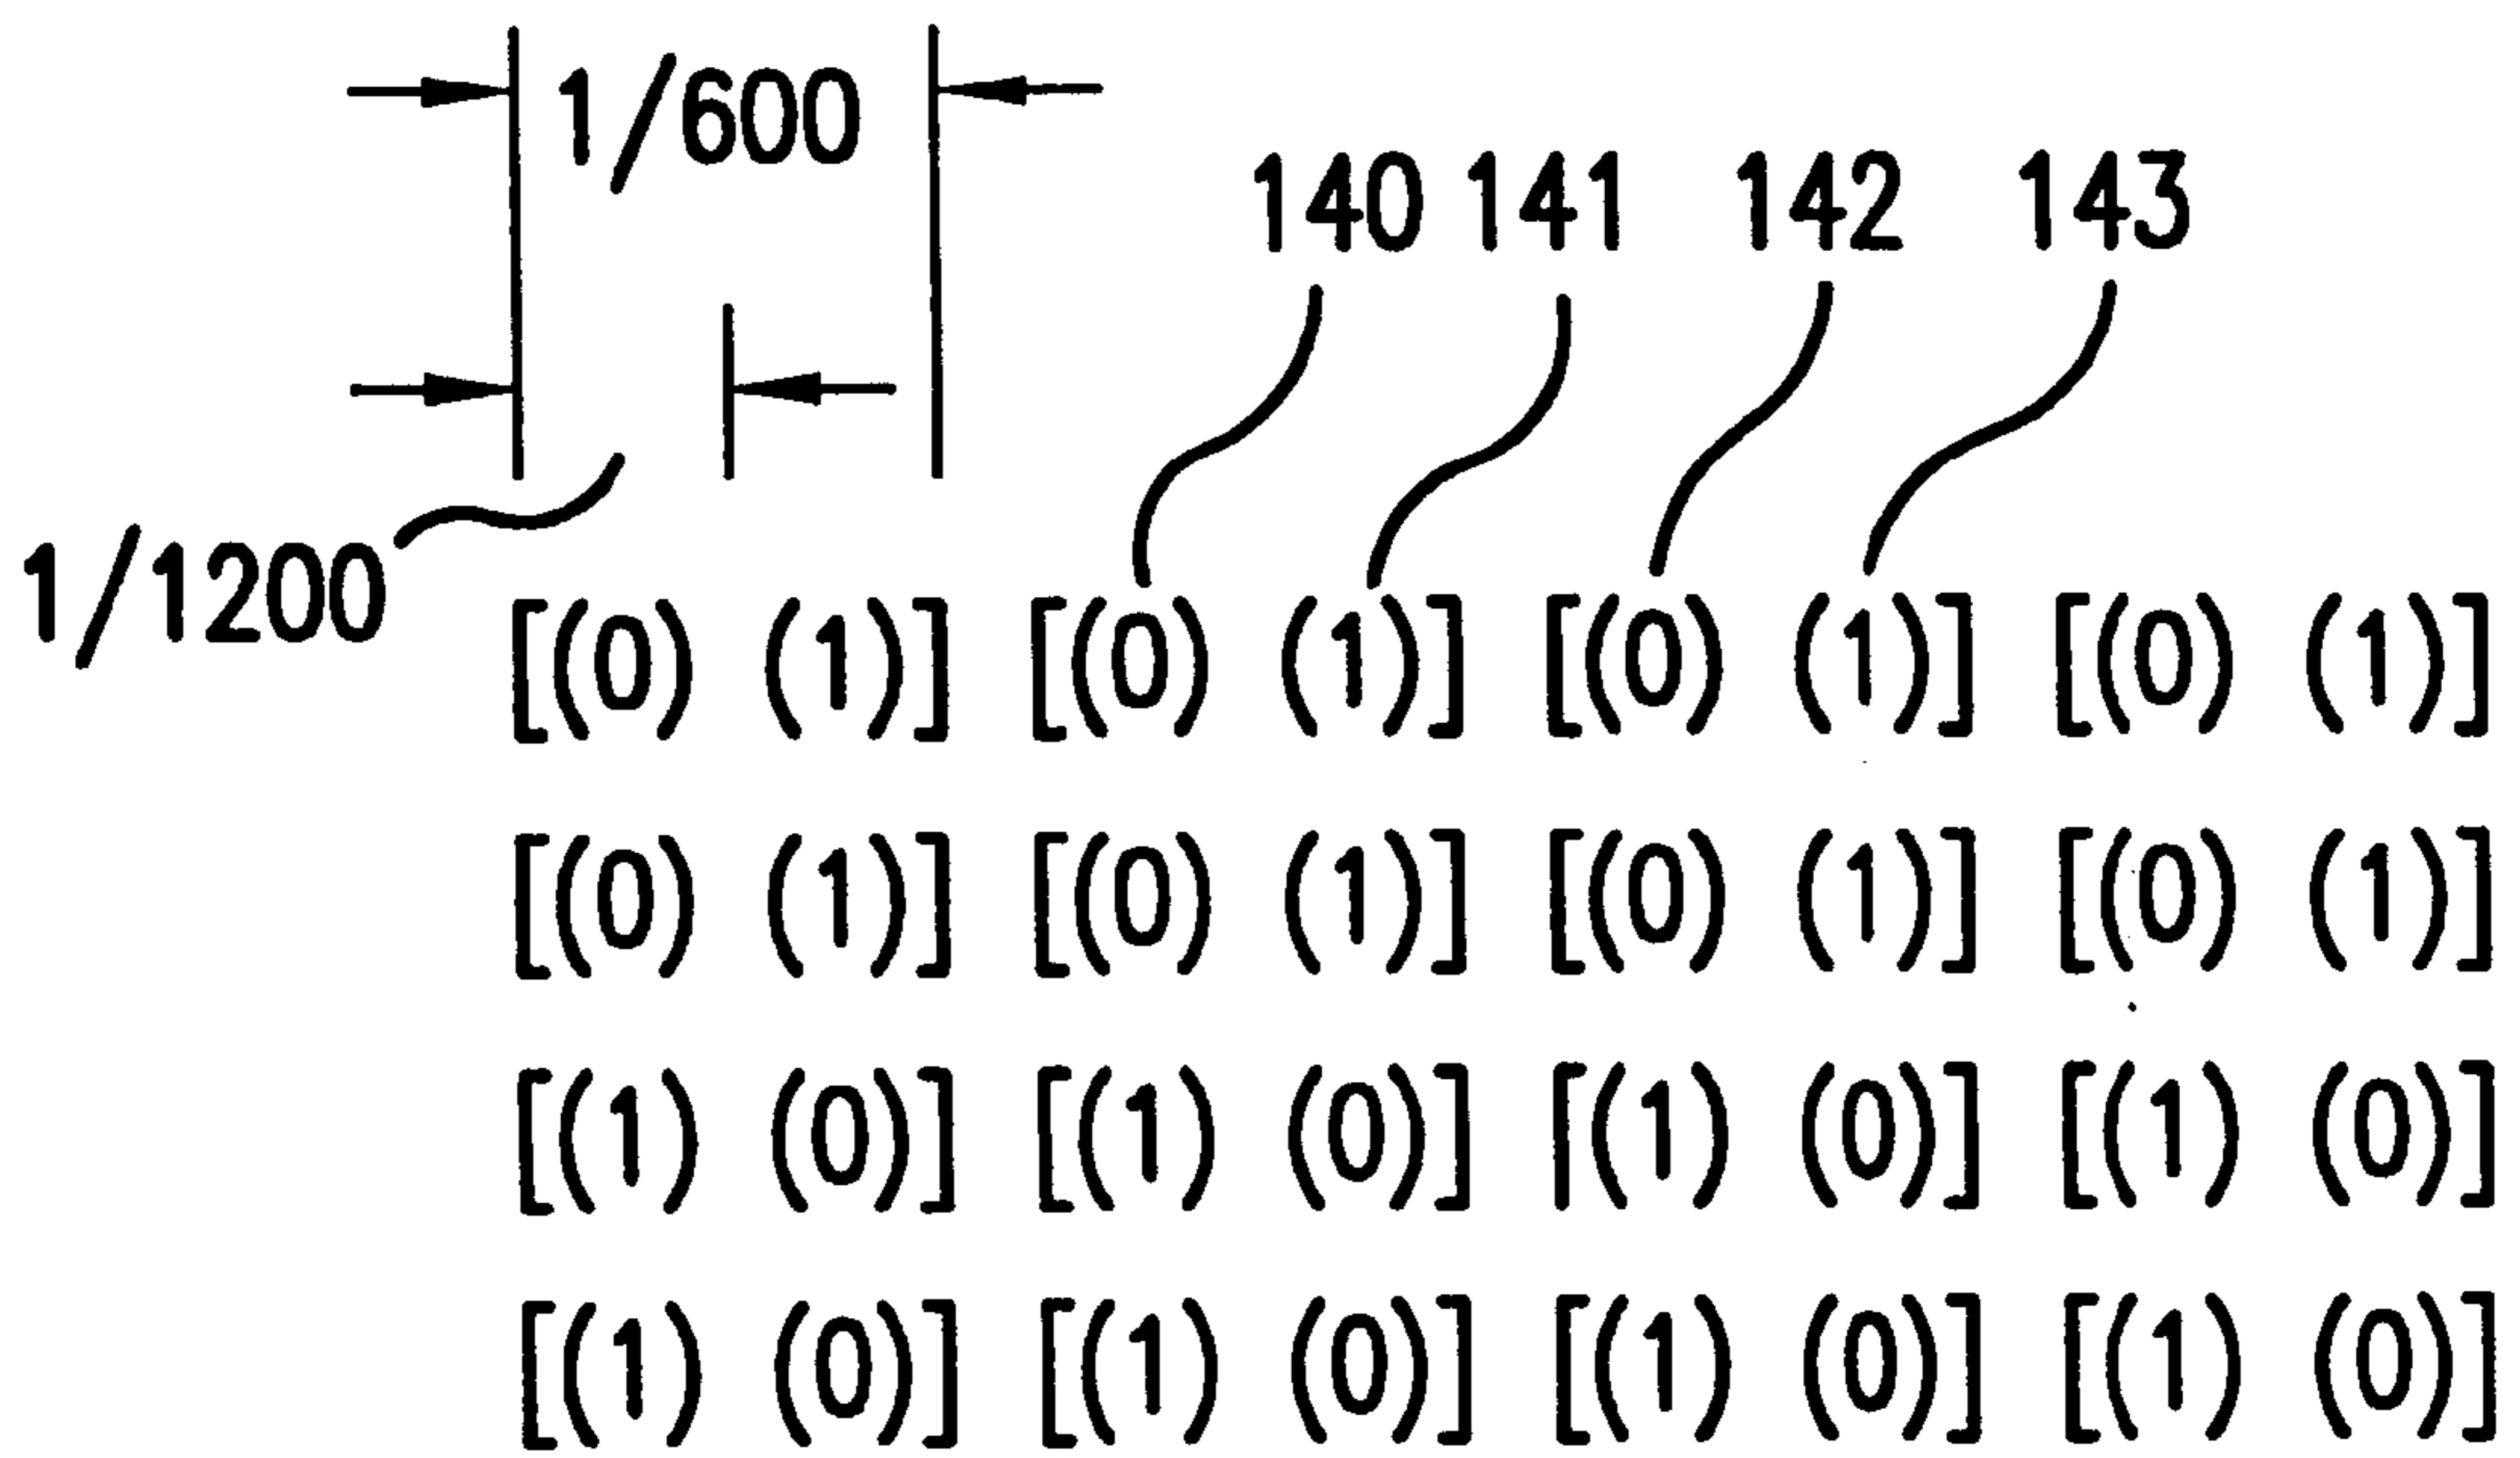 1/600
140 141 142 143
1/1200
[(0) (1)] [(0) (1)] [(0) (1)] [(0) (1)]
[(0) (1)] [(0) (1)] [(0) (1)] [(0) (1)]
[(1) (0)] [(1) (0)] [(1) (0)] [(1) (0)]
[(1) (0)] [(1) (0)] [(1) (0)] [(1) (0)]